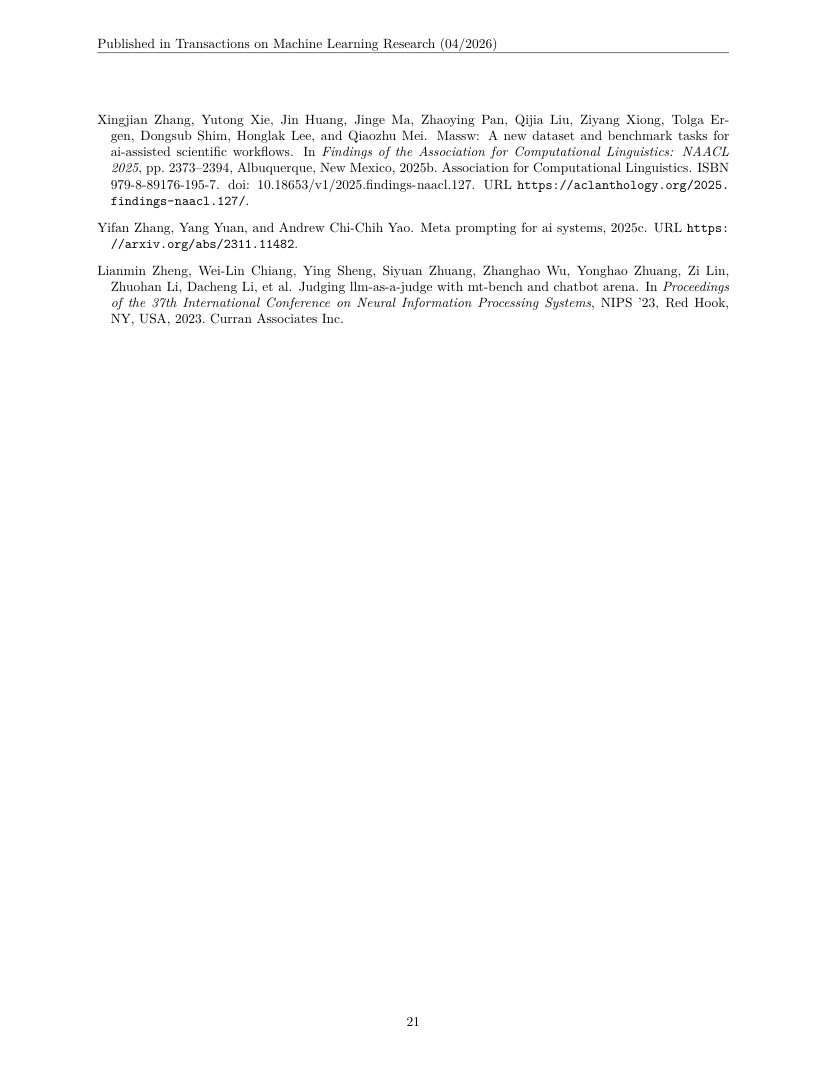 Published in Transactions on Machine Learning Research (04/2026)
Xingjian Zhang, Yutong Xie, Jin Huang, Jinge Ma, Zhaoying Pan, Qijia Liu, Ziyang Xiong, Tolga Er-
gen, Dongsub Shim, Honglak Lee, and Qiaozhu Mei. Massw: A new dataset and benchmark tasks for
ai-assisted scientific workflows. In Findings of the Association for Computational Linguistics: NAACL
2025, pp. 2373–2394, Albuquerque, New Mexico, 2025b. Association for Computational Linguistics. ISBN
979-8-89176-195-7. doi: 10.18653/v1/2025.findings-naacl.127. URL https://aclanthology.org/2025.
findings-naacl.127/.
Yifan Zhang, Yang Yuan, and Andrew Chi-Chih Yao. Meta prompting for ai systems, 2025c. URL https:
//arxiv.org/abs/2311.11482.
Lianmin Zheng, Wei-Lin Chiang, Ying Sheng, Siyuan Zhuang, Zhanghao Wu, Yonghao Zhuang, Zi Lin,
Zhuohan Li, Dacheng Li, et al. Judging llm-as-a-judge with mt-bench and chatbot arena. In Proceedings
of the 37th International Conference on Neural Information Processing Systems, NIPS ’23, Red Hook,
NY, USA, 2023. Curran Associates Inc.
21